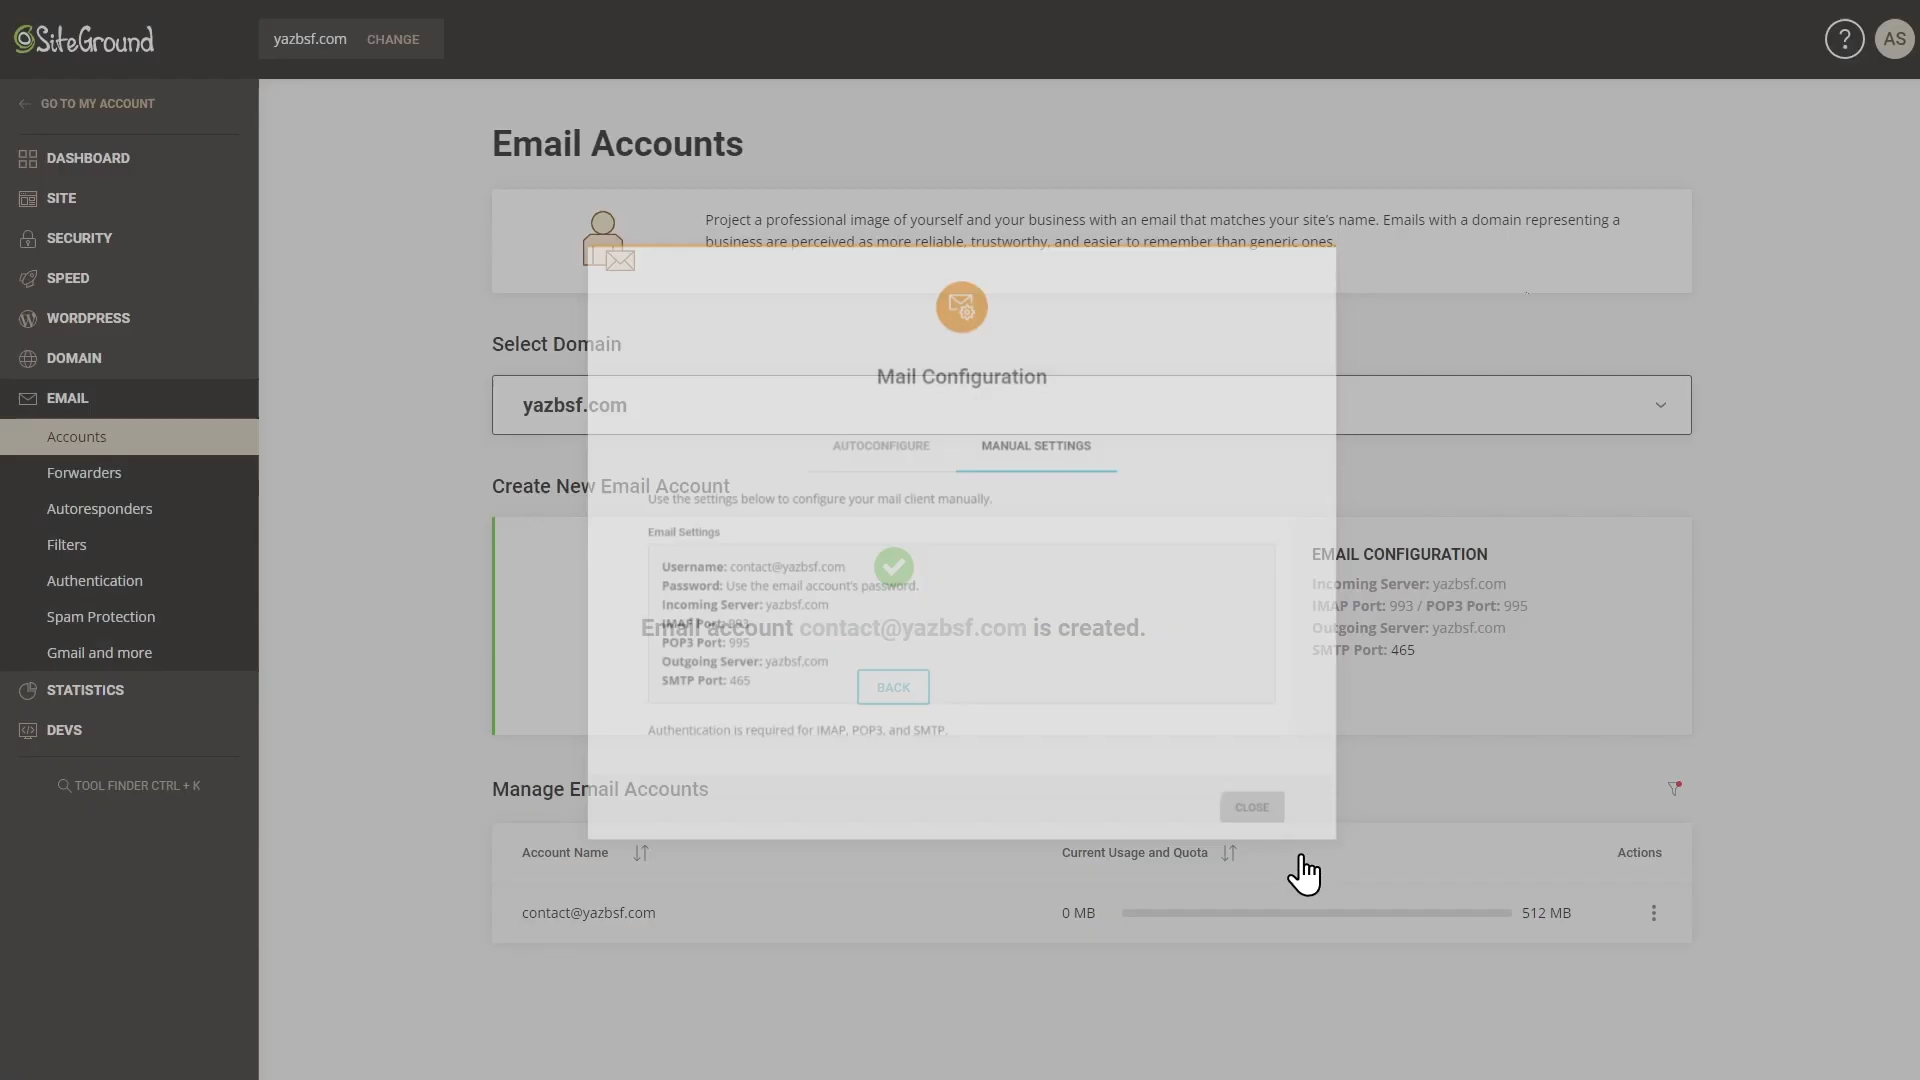 SiteGround
yazbsf.com CHANGE
?
AS
GO TO MY ACCOUNT
DASHBOARD
SITE
SECURITY
SPEED
WORDPRESS
DOMAIN
EMAIL
Accounts
Forwarders
Autoresponders
Filters
Authentication
Spam Protection
Gmail and more
STATISTICS
DEVS
TOOL FINDER CTRL + K
Email Accounts
Project a professional image of yourself and your business with an email that matches your site's name. Emails with a domain representing a
business are perceived as more reliable, trustworthy, and easier to remember than generic ones.
Select Domain
yazbsf.com
Create New Email Account
Email account contact@yazbsf.com is created.
BACK
EMAIL CONFIGURATION
Incoming Server: yazbsf.com
IMAP Port: 993 / POP3 Port: 995
Outgoing Server: yazbsf.com
SMTP Port: 465
Mail Configuration
AUTOCONFIGURE MANUAL SETTINGS
Use the settings below to configure your mail client manually.
Email Settings
Username: contact@yazbsf.com
Password: Use the email account's password.
Incoming Server: yazbsf.com
IMAP Port: 993
POP3 Port: 995
Outgoing Server: yazbsf.com
SMTP Port: 465
Authentication is required for IMAP, POP3, and SMTP.
CLOSE
Manage Email Accounts
Account Name Current Usage and Quota Actions
contact@yazbsf.com 0 MB 512 MB